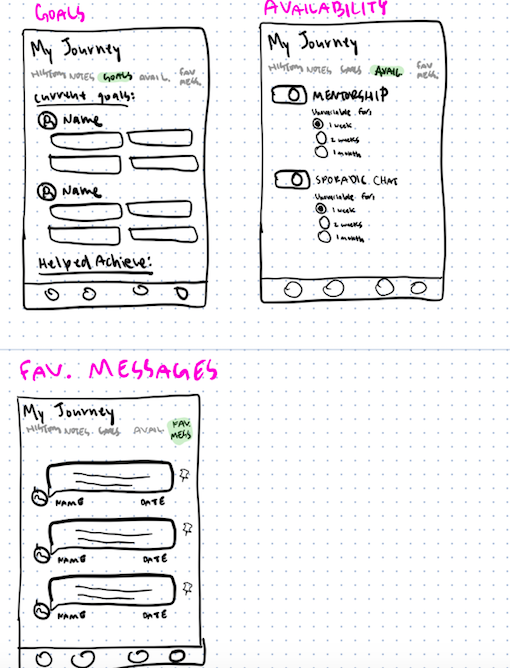 GOALS
My Journey
HISTORY NOTES GOALS AVAIL. FAV MESS.
Current goals:
Name
Name
Helped Achieve:
AVAILABILITY
My Journey
HISTORY NOTES GOALS AVAIL. FAV MESS.
MENTORSHIP
Unavailable for:
1 week
2 weeks
1 month
SPORADIC CHAT
Unavailable for:
1 week
2 weeks
1 month
FAV. MESSAGES
My Journey
HISTORY NOTES GOALS AVAIL. FAV. MESS
NAME DATE
NAME DATE
NAME DATE